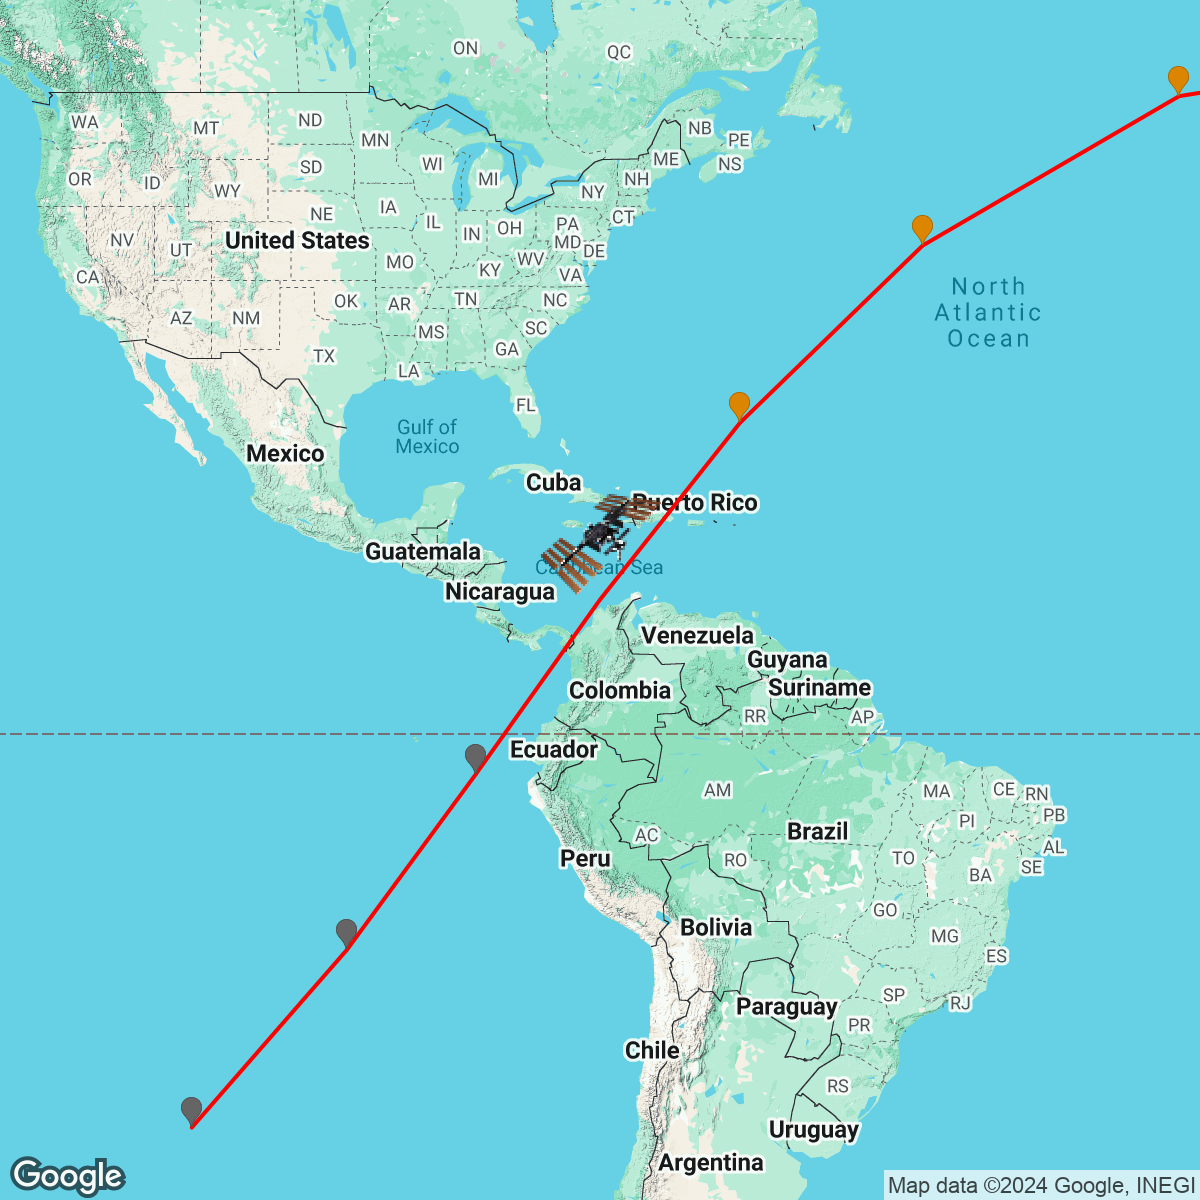 ON
QC
WA
MT
ND
MN
NB
PE
OR
ID
WY
SD
WI
MI
ME
NS
NH
NY
NV
UT
NE
IA
IL
IN
OH
PA
CT
MD
DE
United States
CA
MO
KY
WV
VA
North
Atlantic
Ocean
AZ
NM
OK
AR
TN
NC
SC
MS
GA
TX
LA
FL
Gulf of
Mexico
Mexico
Cuba
Puerto Rico
Guatemala
Caribbean Sea
Nicaragua
Venezuela
Guyana
Suriname
Colombia
RR
AP
Ecuador
AM
MA
CE
RN
PI
PB
Brazil
AC
AL
Peru
RO
TO
SE
BA
GO
Bolivia
MG
ES
SP
RJ
Paraguay
PR
Chile
RS
Uruguay
Argentina
Google
Map data ©2024 Google, INEGI